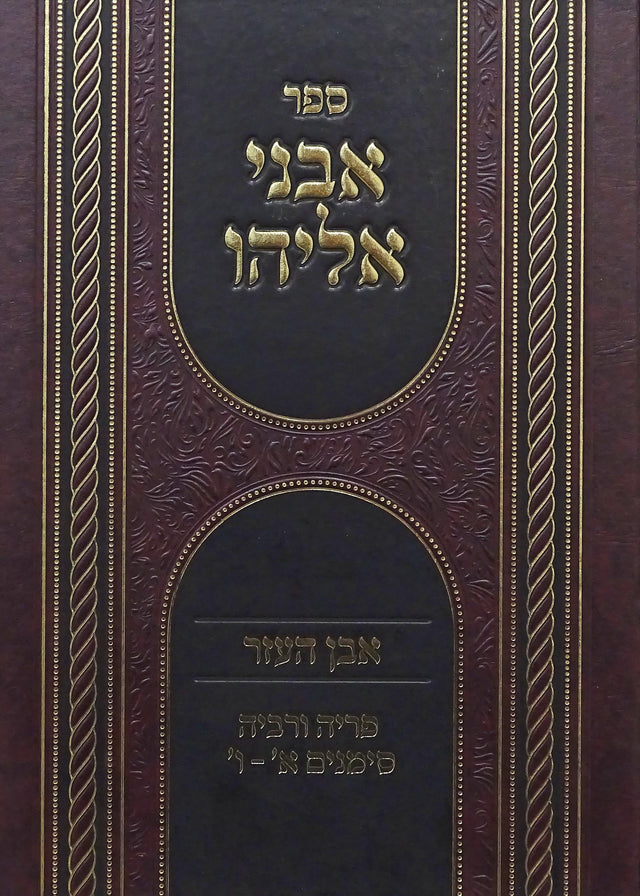 ספר
אבני
אליהו
אבן העזר
פריה ורביה
סימנים א' - ו'